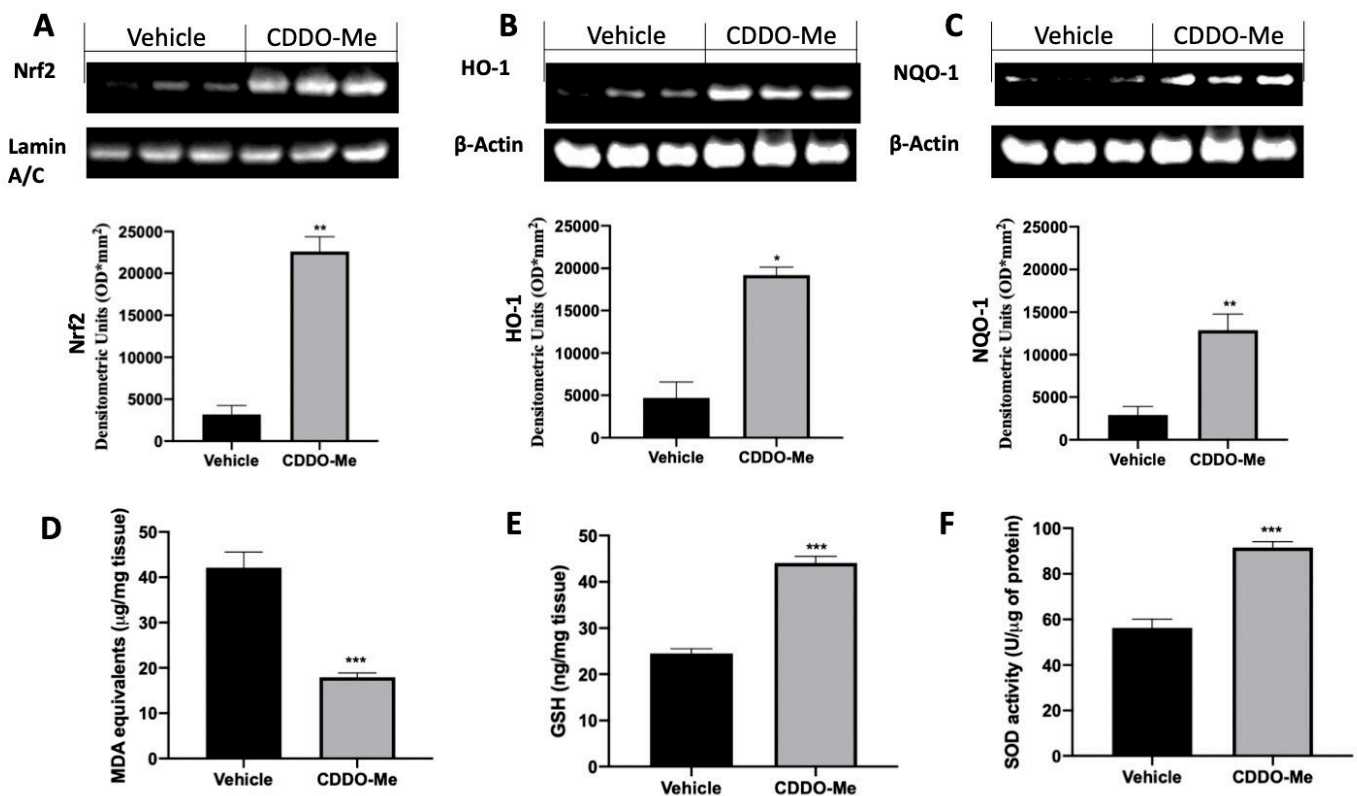 A
Vehicle CDDO-Me
Nrf2
Lamin
A/C
Nrf2
Densitometric Units (OD*mm²)
25000
20000
15000
10000
5000
0
**
Vehicle CDDO-Me
B
Vehicle CDDO-Me
HO-1
β-Actin
HO-1
Densitometric Units (OD*mm²)
25000
20000
15000
10000
5000
0
*
Vehicle CDDO-Me
C
Vehicle CDDO-Me
NQO-1
β-Actin
NQO-1
Densitometric Units (OD*mm²)
25000
20000
15000
10000
5000
0
**
Vehicle CDDO-Me
D
MDA equivalents (μg/mg tissue)
50
40
30
20
10
0
***
Vehicle CDDO-Me
E
GSH (ng/mg tissue)
50
40
30
20
10
0
***
Vehicle CDDO-Me
F
SOD activity (U/μg of protein)
100
80
60
40
20
0
***
Vehicle CDDO-Me